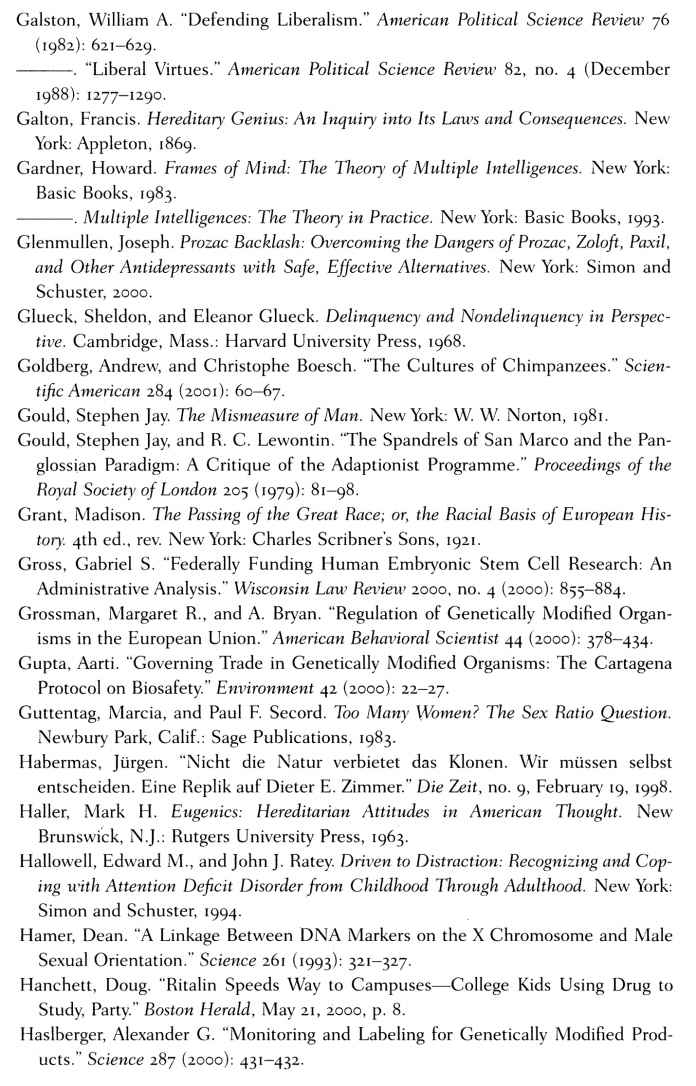 Galston, William A. “Defending Liberalism.” American Political Science Review 76
(1982): 621–629.
———. “Liberal Virtues.” American Political Science Review 82, no. 4 (December
1988): 1277–1290.
Galton, Francis. Hereditary Genius: An Inquiry into Its Laws and Consequences. New
York: Appleton, 1869.
Gardner, Howard. Frames of Mind: The Theory of Multiple Intelligences. New York:
Basic Books, 1983.
———. Multiple Intelligences: The Theory in Practice. New York: Basic Books, 1993.
Glenmullen, Joseph. Prozac Backlash: Overcoming the Dangers of Prozac, Zoloft, Paxil,
and Other Antidepressants with Safe, Effective Alternatives. New York: Simon and
Schuster, 2000.
Glueck, Sheldon, and Eleanor Glueck. Delinquency and Nondelinquency in Perspec-
tive. Cambridge, Mass.: Harvard University Press, 1968.
Goldberg, Andrew, and Christophe Boesch. “The Cultures of Chimpanzees.” Scien-
tific American 284 (2001): 60–67.
Gould, Stephen Jay. The Mismeasure of Man. New York: W. W. Norton, 1981.
Gould, Stephen Jay, and R. C. Lewontin. “The Spandrels of San Marco and the Pan-
glossian Paradigm: A Critique of the Adaptionist Programme.” Proceedings of the
Royal Society of London 205 (1979): 81–98.
Grant, Madison. The Passing of the Great Race; or, the Racial Basis of European His-
tory. 4th ed., rev. New York: Charles Scribner's Sons, 1921.
Gross, Gabriel S. “Federally Funding Human Embryonic Stem Cell Research: An
Administrative Analysis.” Wisconsin Law Review 2000, no. 4 (2000): 855–884.
Grossman, Margaret R., and A. Bryan. “Regulation of Genetically Modified Organ-
isms in the European Union.” American Behavioral Scientist 44 (2000): 378–434.
Gupta, Aarti. “Governing Trade in Genetically Modified Organisms: The Cartagena
Protocol on Biosafety.” Environment 42 (2000): 22–27.
Guttentag, Marcia, and Paul F. Secord. Too Many Women? The Sex Ratio Question.
Newbury Park, Calif.: Sage Publications, 1983.
Habermas, Jürgen. “Nicht die Natur verbietet das Klonen. Wir müssen selbst
entscheiden. Eine Replik auf Dieter E. Zimmer.” Die Zeit, no. 9, February 19, 1998.
Haller, Mark H. Eugenics: Hereditarian Attitudes in American Thought. New
Brunswick, N.J.: Rutgers University Press, 1963.
Hallowell, Edward M., and John J. Ratey. Driven to Distraction: Recognizing and Cop-
ing with Attention Deficit Disorder from Childhood Through Adulthood. New York:
Simon and Schuster, 1994.
Hamer, Dean. “A Linkage Between DNA Markers on the X Chromosome and Male
Sexual Orientation.” Science 261 (1993): 321–327.
Hanchett, Doug. “Ritalin Speeds Way to Campuses—College Kids Using Drug to
Study, Party.” Boston Herald, May 21, 2000, p. 8.
Haslberger, Alexander G. “Monitoring and Labeling for Genetically Modified Prod-
ucts.” Science 287 (2000): 431–432.